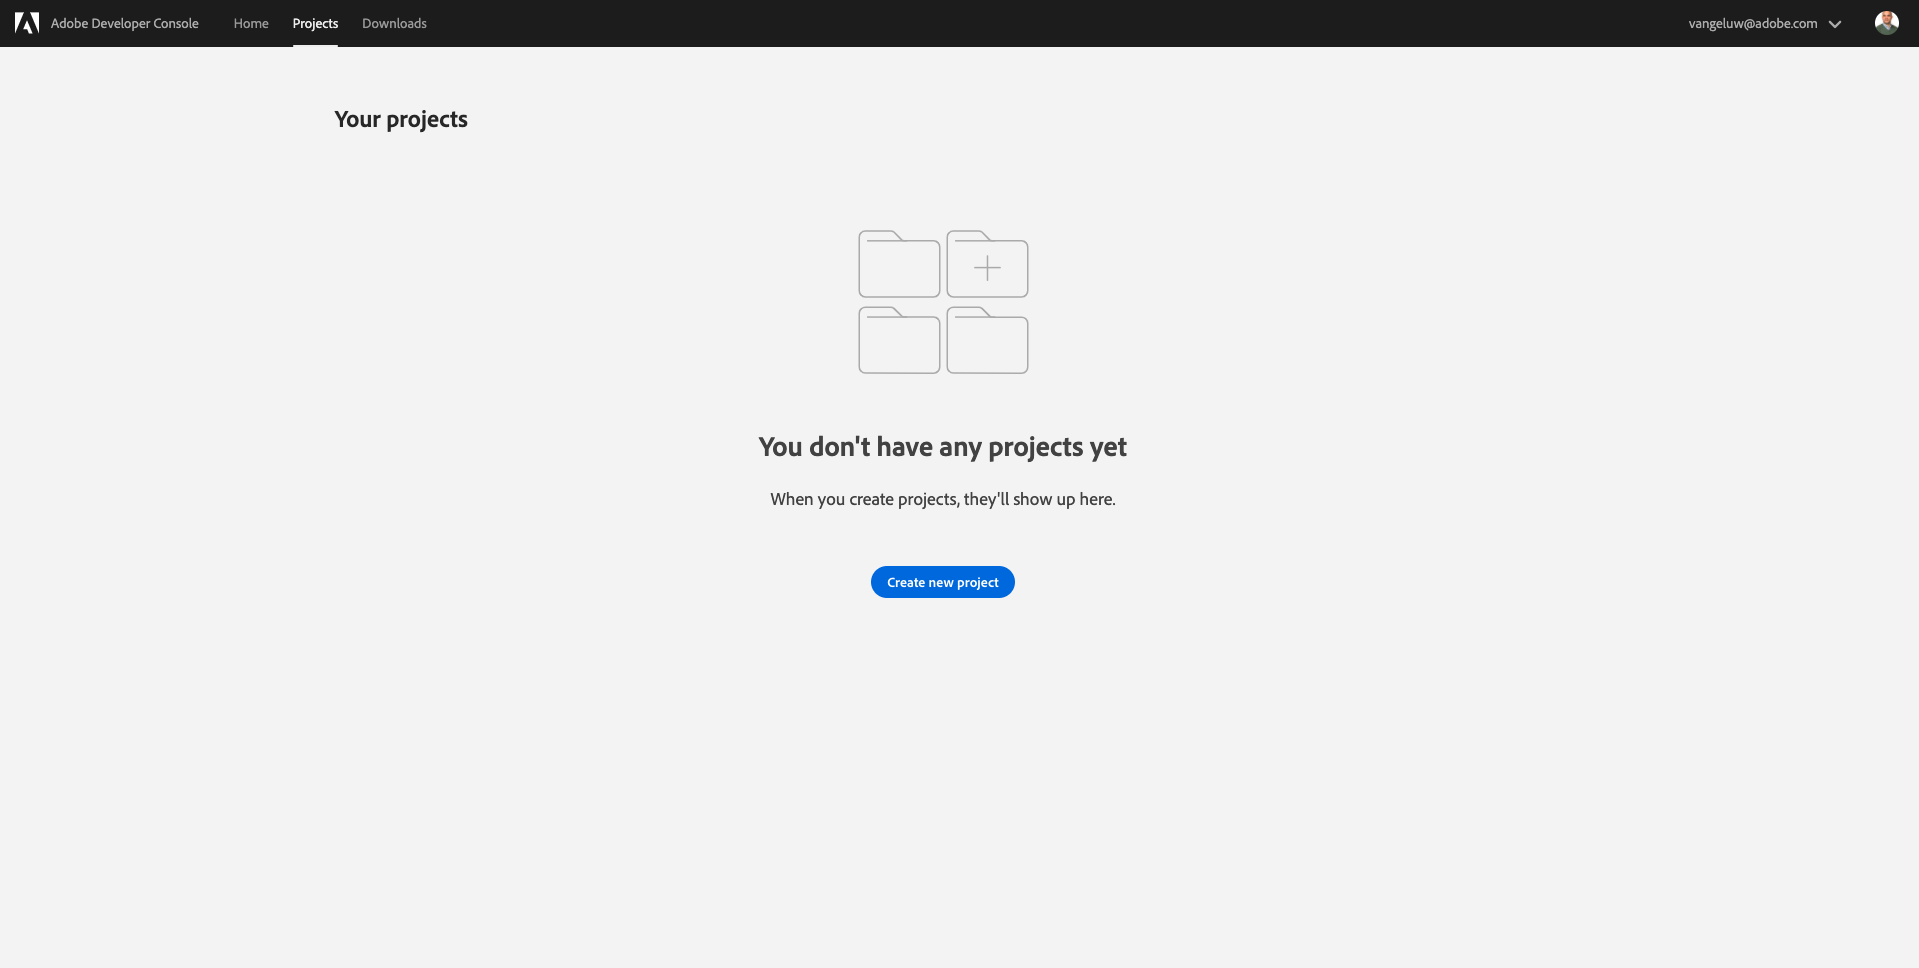 Adobe Developer Console Home Projects Downloads vangeluw@adobe.com
Your projects
You don't have any projects yet
When you create projects, they'll show up here.
Create new project